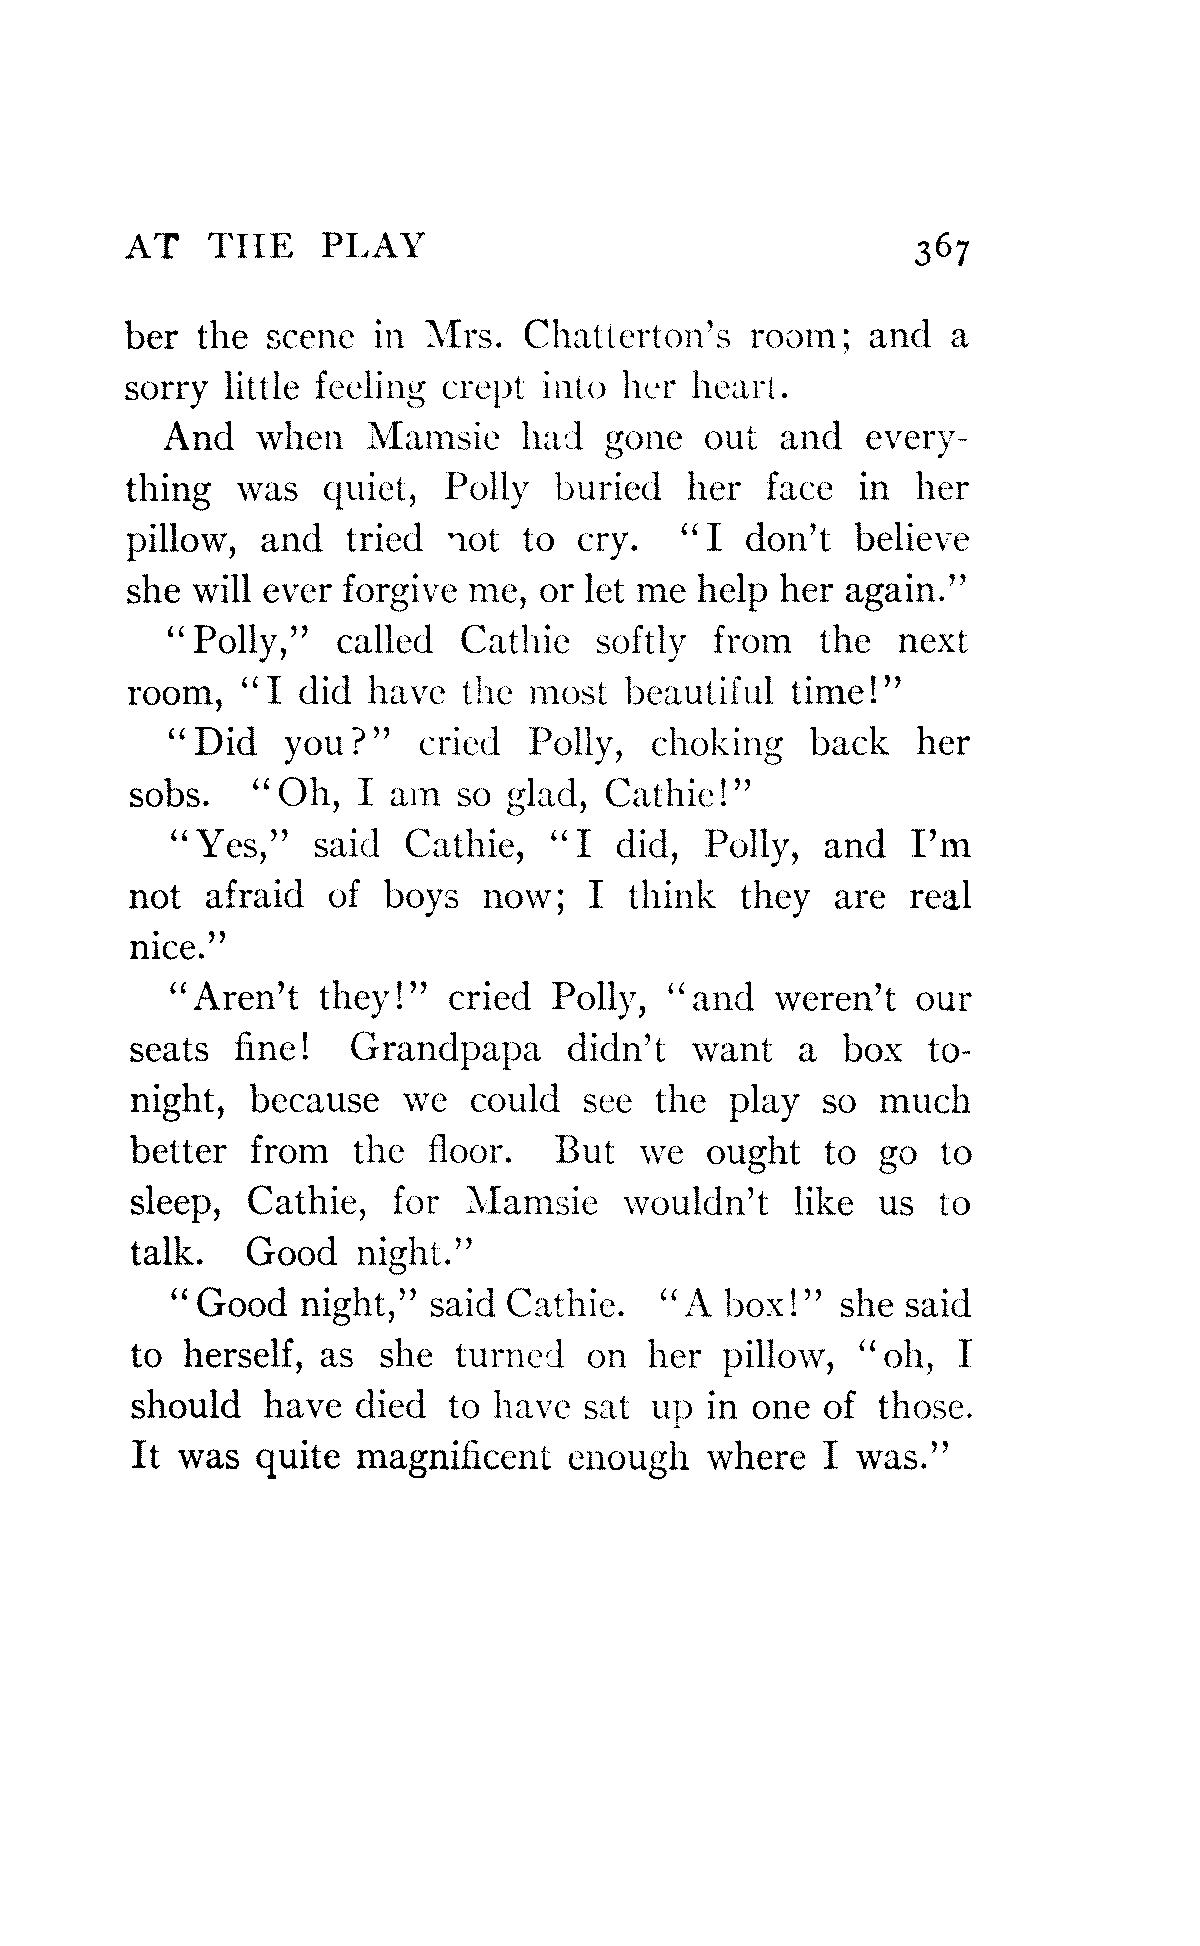 AT THE PLAY 367
ber the scene in Mrs. Chatterton's room; and a
sorry little feeling crept into her heart.
And when Mamsie had gone out and every-
thing was quiet, Polly buried her face in her
pillow, and tried not to cry. "I don't believe
she will ever forgive me, or let me help her again."
"Polly," called Cathie softly from the next
room, "I did have the most beautiful time!"
"Did you?" cried Polly, choking back her
sobs. "Oh, I am so glad, Cathie!"
"Yes," said Cathie, "I did, Polly, and I'm
not afraid of boys now; I think they are real
nice."
"Aren't they!" cried Polly, "and weren't our
seats fine! Grandpapa didn't want a box to-
night, because we could see the play so much
better from the floor. But we ought to go to
sleep, Cathie, for Mamsie wouldn't like us to
talk. Good night."
"Good night," said Cathie. "A box!" she said
to herself, as she turned on her pillow, "oh, I
should have died to have sat up in one of those.
It was quite magnificent enough where I was."